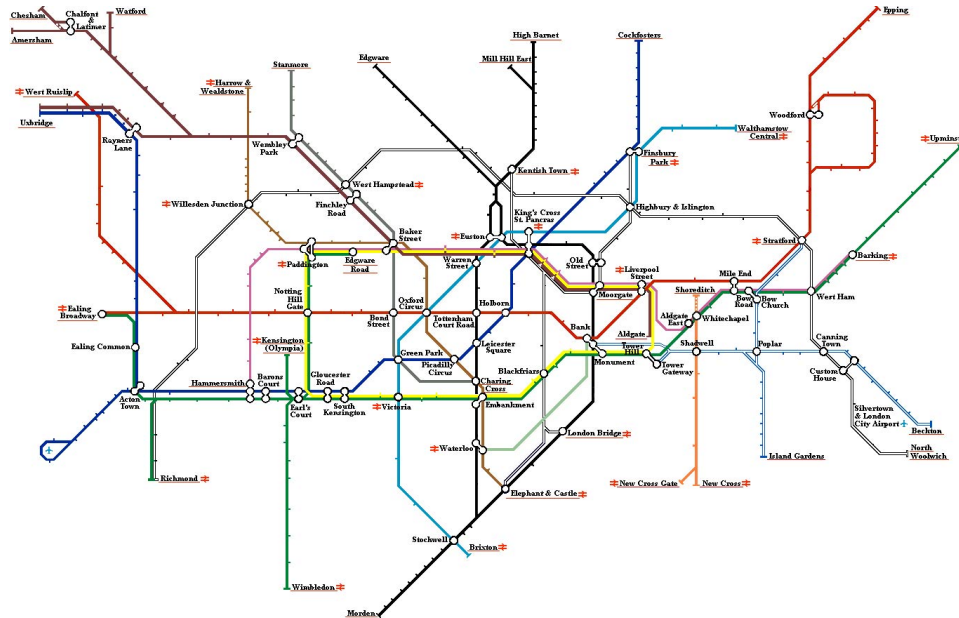 Chesham
Chalfont
&
Latimer
Watford
Amersham
Epping
High Barnet
Cockfosters
Edgware
Mill Hill East
Stanmore
Harrow &
Wealdstone
West Ruislip
Uxbridge
Rayners
Lane
Wembley
Park
Woodford
Walthamstow
Central
Upminst
Finsbury
Park
Kentish Town
West Hampstead
Finchley
Road
Willesden Junction
Highbury & Islington
King's Cross
St. Pancras
Euston
Baker
Street
Stratford
Paddington
Edgware
Road
Warren
Street
Old
Street
Liverpool
Street
Barking
Mile End
Moorgate
Shoreditch
Bow
Road
Bow
Church
West Ham
Notting
Hill
Gate
Bond
Street
Oxford
Circus
Tottenham
Court Road
Holborn
Ealing
Broadway
Aldgate
East
Whitechapel
Bank
Aldgate
Tower
Hill
Shadwell
Poplar
Canning
Town
Kensington
(Olympia)
Ealing Common
Green Park
Picadilly
Circus
Leicester
Square
Monument
Tower
Gateway
Custom
House
Blackfriars
Hammersmith
Barons
Court
Gloucester
Road
Charing
Cross
Acton
Town
Earl's
Court
South
Kensington
Victoria
Embankment
Silvertown
& London
City Airport
Beckton
London Bridge
Waterloo
Island Gardens
North
Woolwich
Richmond
Elephant & Castle
New Cross Gate
New Cross
Stockwell
Brixton
Wimbledon
Morden